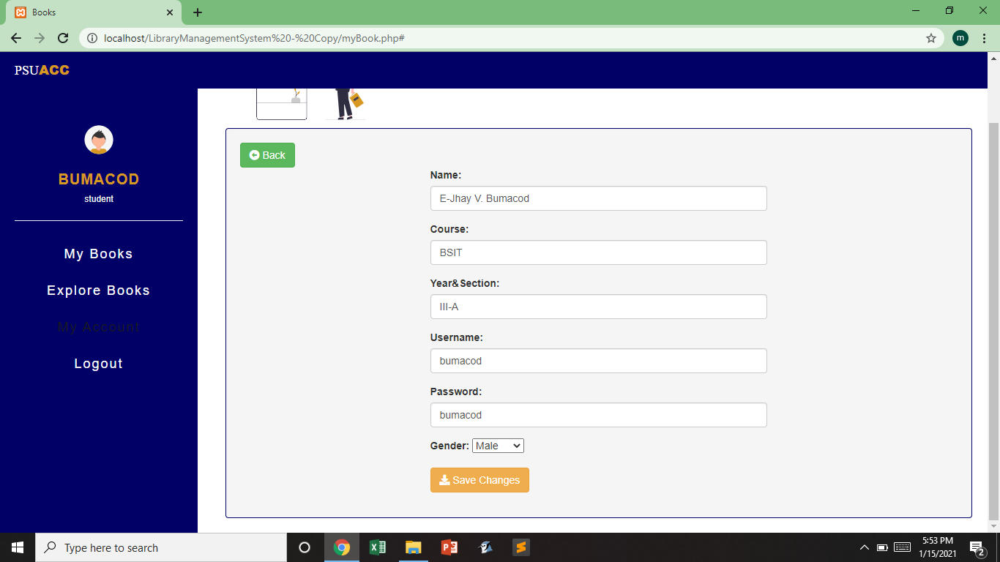 Books
localhost/LibraryManagementSystem%20-%20Copy/myBook.php#
m
PSUACC
BUMACOD
student
My Books
Explore Books
My Account
Logout
Back
Name:
E-Jhay V. Bumacod
Course:
BSIT
Year&Section:
III-A
Username:
bumacod
Password:
bumacod
Gender: Male
Save Changes
Type here to search
5:53 PM
1/15/2021
2